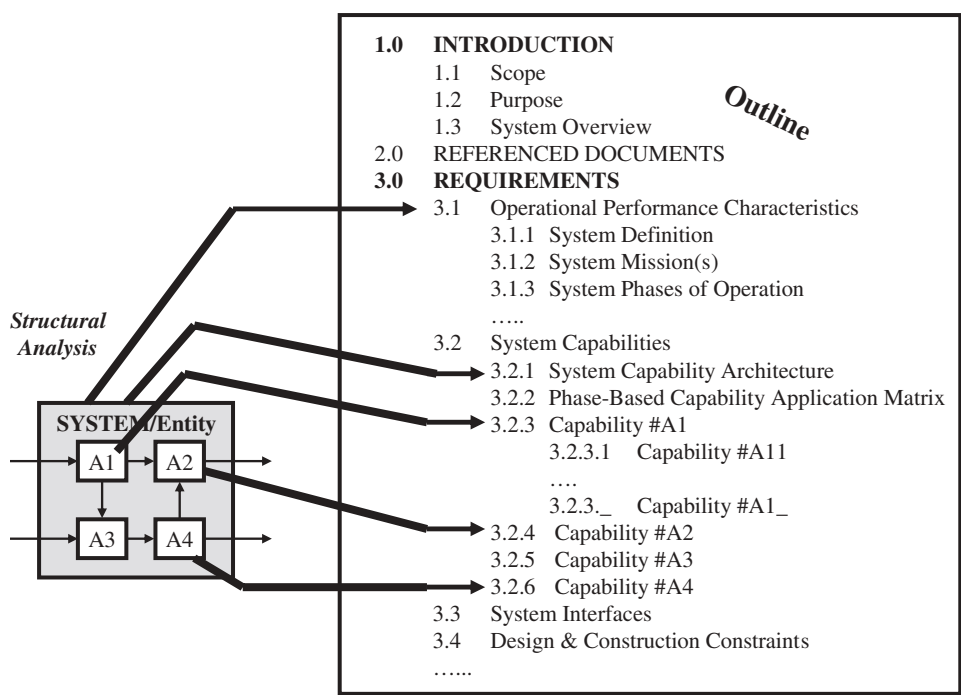 1.0 INTRODUCTION
1.1 Scope
1.2 Purpose
1.3 System Overview
Outline
2.0 REFERENCED DOCUMENTS
3.0 REQUIREMENTS
3.1 Operational Performance Characteristics
3.1.1 System Definition
3.1.2 System Mission(s)
3.1.3 System Phases of Operation
…..
3.2 System Capabilities
3.2.1 System Capability Architecture
3.2.2 Phase-Based Capability Application Matrix
3.2.3 Capability #A1
3.2.3.1 Capability #A11
….
3.2.3._ Capability #A1_
3.2.4 Capability #A2
3.2.5 Capability #A3
3.2.6 Capability #A4
3.3 System Interfaces
3.4 Design & Construction Constraints
…...
Structural
Analysis
SYSTEM/Entity
A1 A2
A3 A4